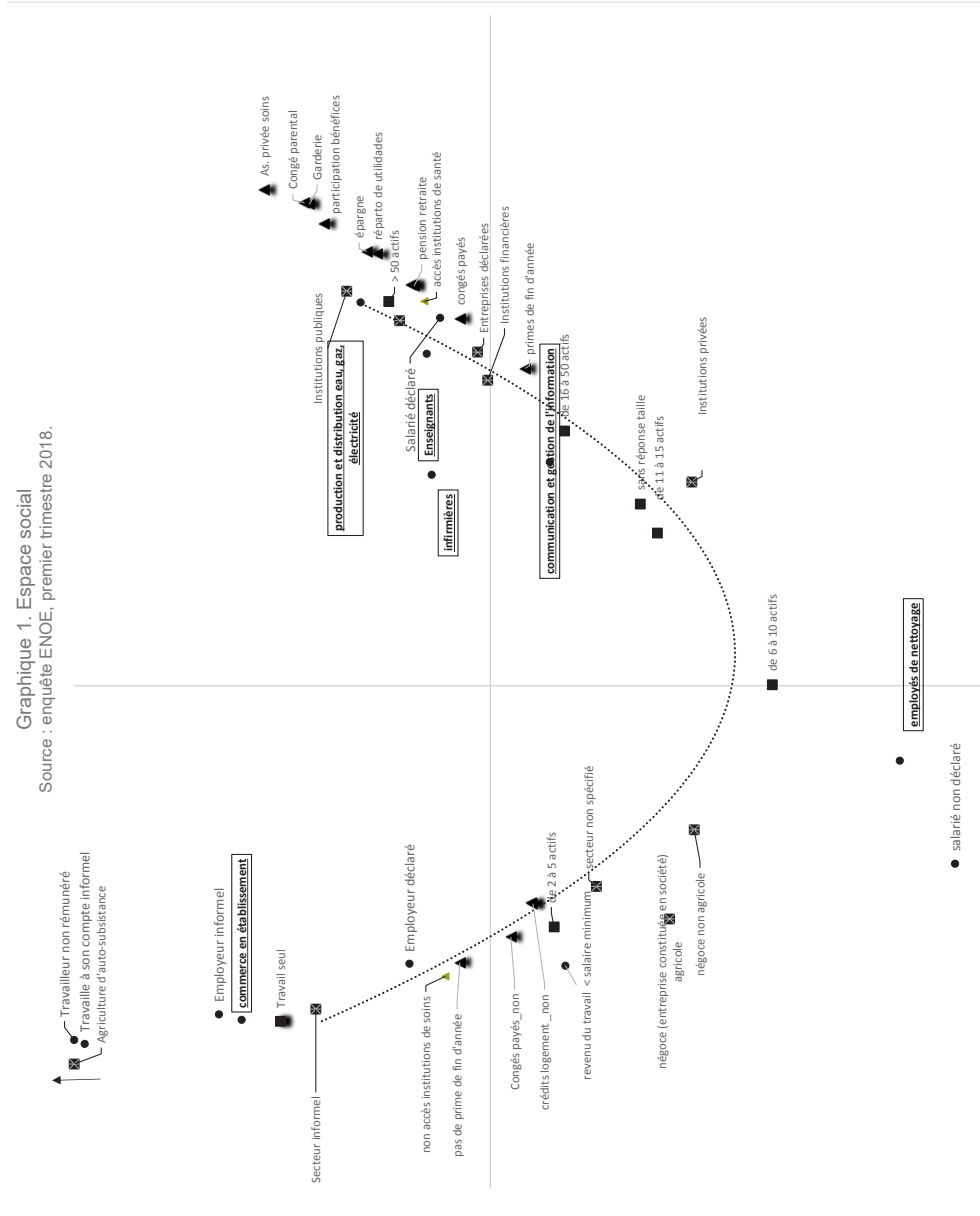 Graphique 1. Espace social
Source : enquête ENOE, premier trimestre 2018.
Travailleur non rémunéré
Travaille à son compte informel
Agriculture d'auto-subsistance
Employeur informel
commerce en établissement
Travail seul
Secteur informel
Employeur déclaré
non accès institutions de soins
pas de prime de fin d'année
Congés payés_non
crédits logement _non
de 2 à 5 actifs
revenu du travail < salaire minimum
secteur non spécifié
négoce (entreprise constituée en société)
agricole
négoce non agricole
salarié non déclaré
employés de nettoyage
de 6 à 10 actifs
As. privée soins
Congé parental
Garderie
participation bénéfices
épargne
réparto de utilidades
> 50 actifs
pension retraite
accès institutions de santé
congés payés
Entreprises déclarées
Institutions financières
primes de fin d'année
Institutions publiques
production et distribution eau, gaz,
électricité
Salarié déclaré
Enseignants
infirmières
communication et gestion de l'information
de 16 à 50 actifs
sans réponse taille
de 11 à 15 actifs
Institutions privées